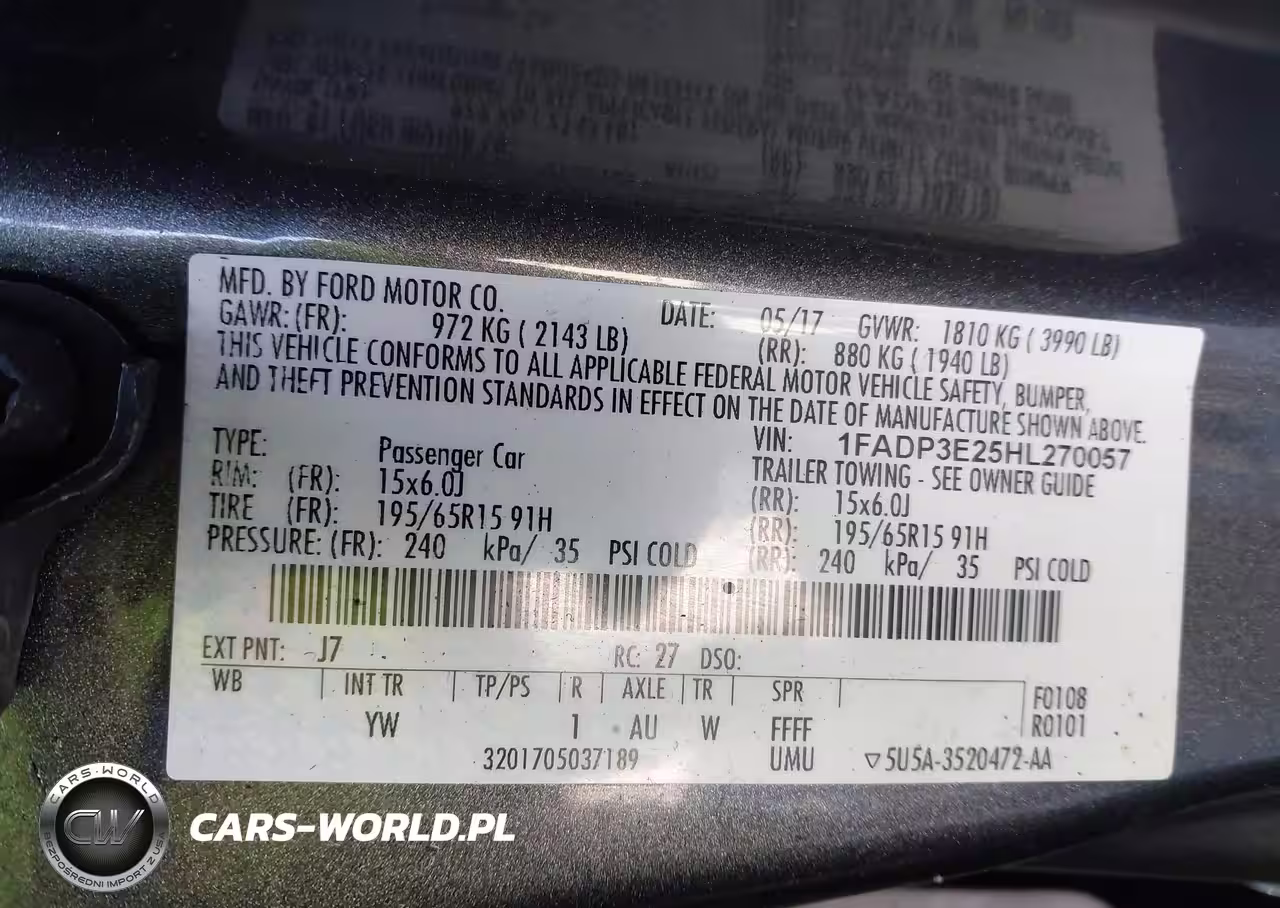 MFD. BY FORD MOTOR CO. DATE: 05/17 GVWR: 1810 KG ( 3990 LB)
GAWR: (FR): 972 KG ( 2143 LB) (RR): 880 KG ( 1940 LB)
THIS VEHICLE CONFORMS TO ALL APPLICABLE FEDERAL MOTOR VEHICLE SAFETY, BUMPER,
AND THEFT PREVENTION STANDARDS IN EFFECT ON THE DATE OF MANUFACTURE SHOWN ABOVE.
VIN: 1FADP3E25HL270057
TYPE: Passenger Car TRAILER TOWING - SEE OWNER GUIDE
RIM: (FR): 15x6.0J (RR): 15x6.0J
TIRE (FR): 195/65R15 91H (RR): 195/65R15 91H
PRESSURE: (FR): 240 kPa/ 35 PSI COLD (RR): 240 kPa/ 35 PSI COLD
EXT PNT: J7 RC: 27 DSO:
WB INT TR TP/PS R AXLE TR SPR F0108
YW 1 AU W FFFF R0101
3201705037189 UMU ▽5U5A-3520472-AA
CARS-WORLD
CW
BEZPOŚREDNI IMPORT Z USA
CARS-WORLD.PL